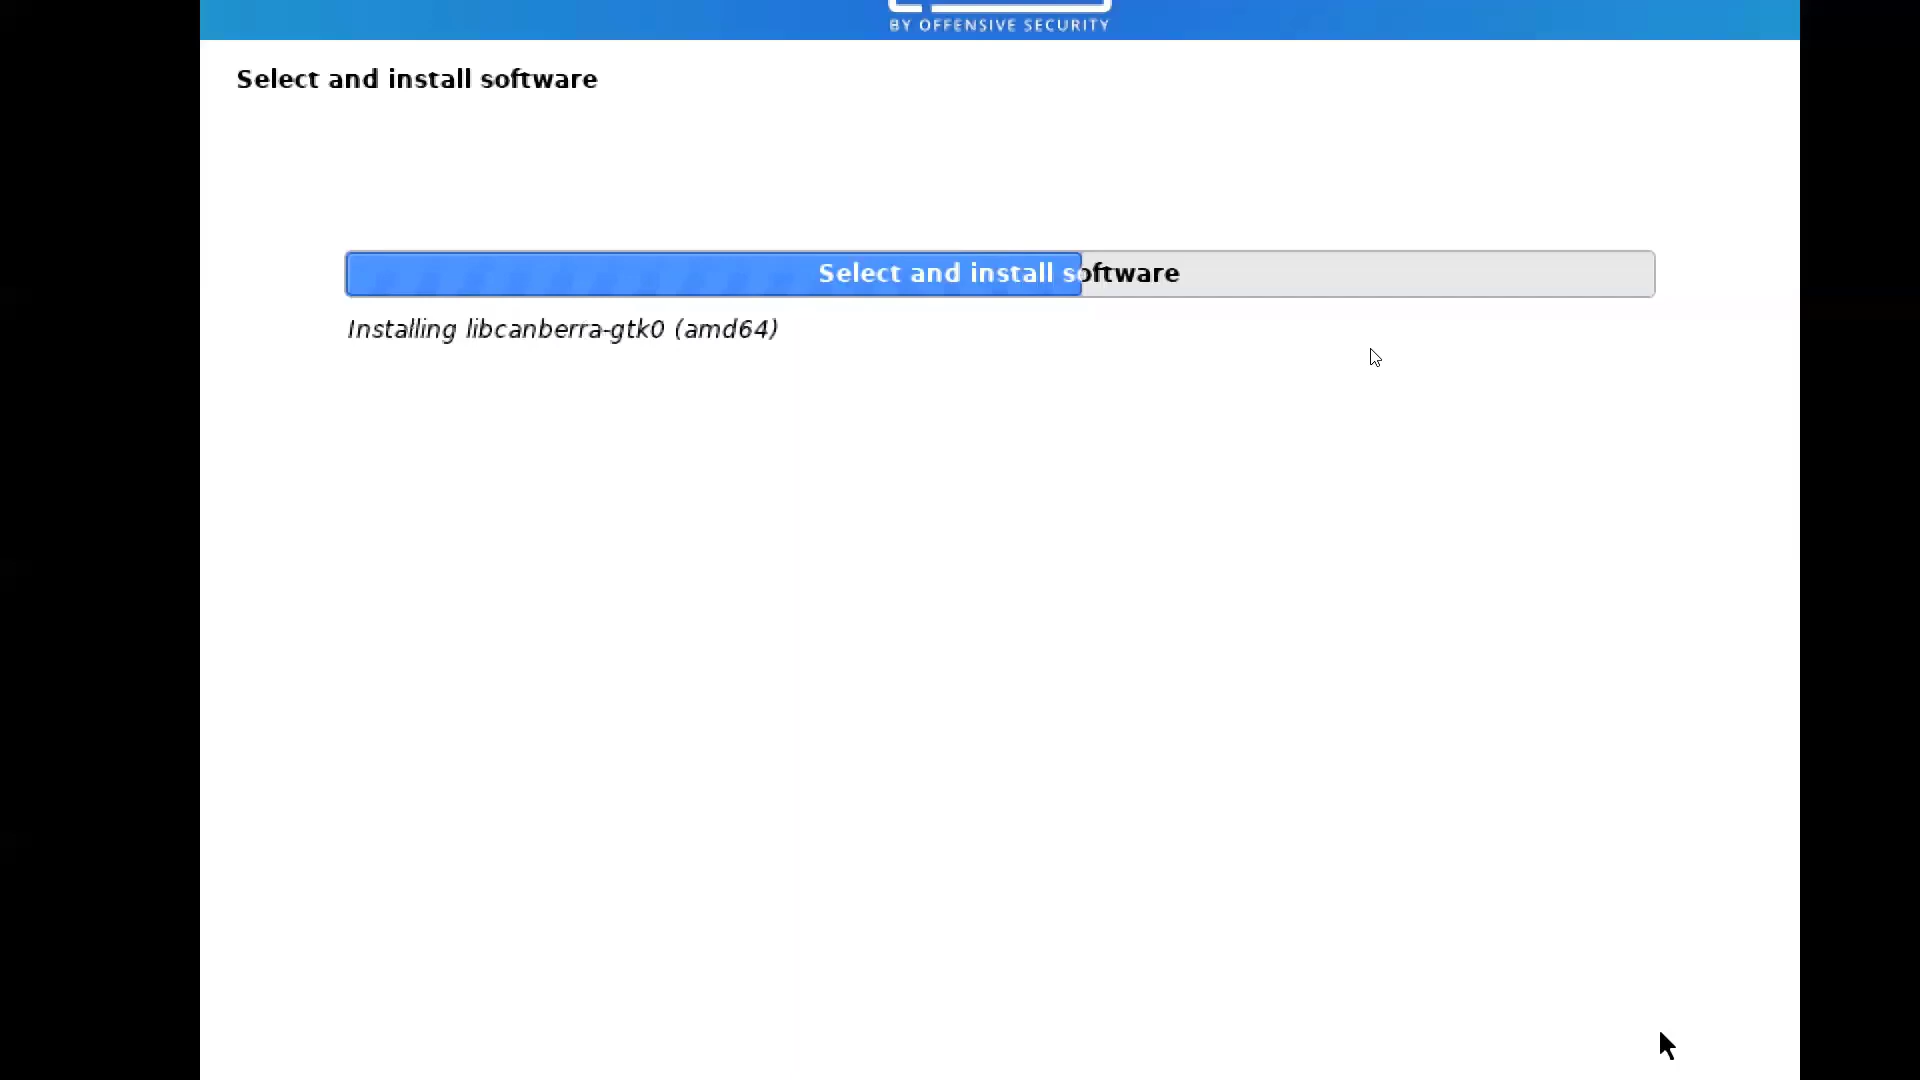 BY OFFENSIVE SECURITY
Select and install software
Select and install software
Installing libcanberra-gtk0 (amd64)